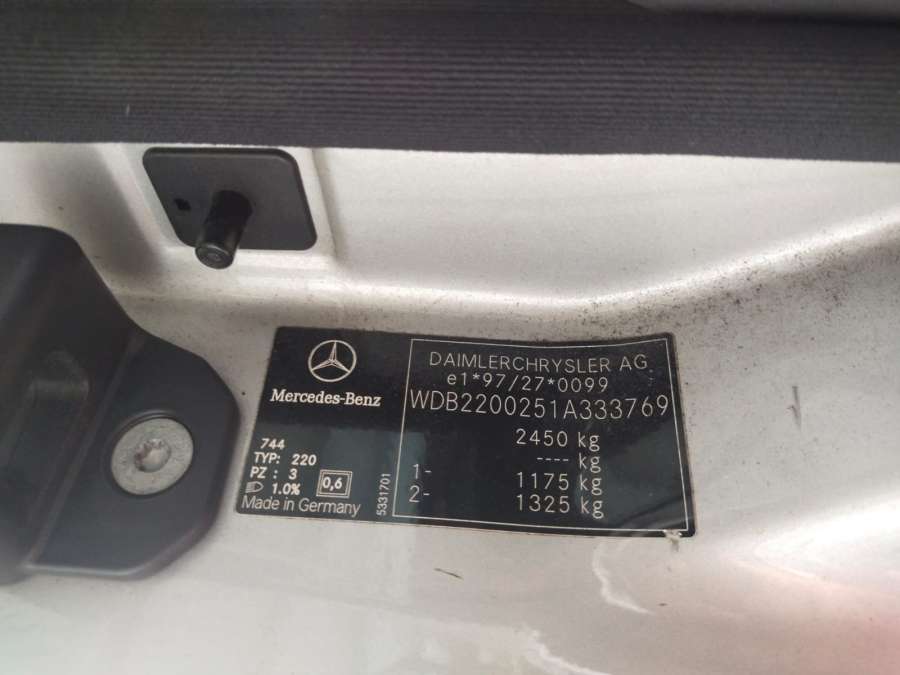 Mercedes-Benz
744
TYP: 220
PZ : 3
1.0% 0,6
Made in Germany
5331701
DAIMLERCHRYSLER AG
e1*97/27*0099
WDB2200251A333769
2450 kg
---- kg
1- 1175 kg
2- 1325 kg